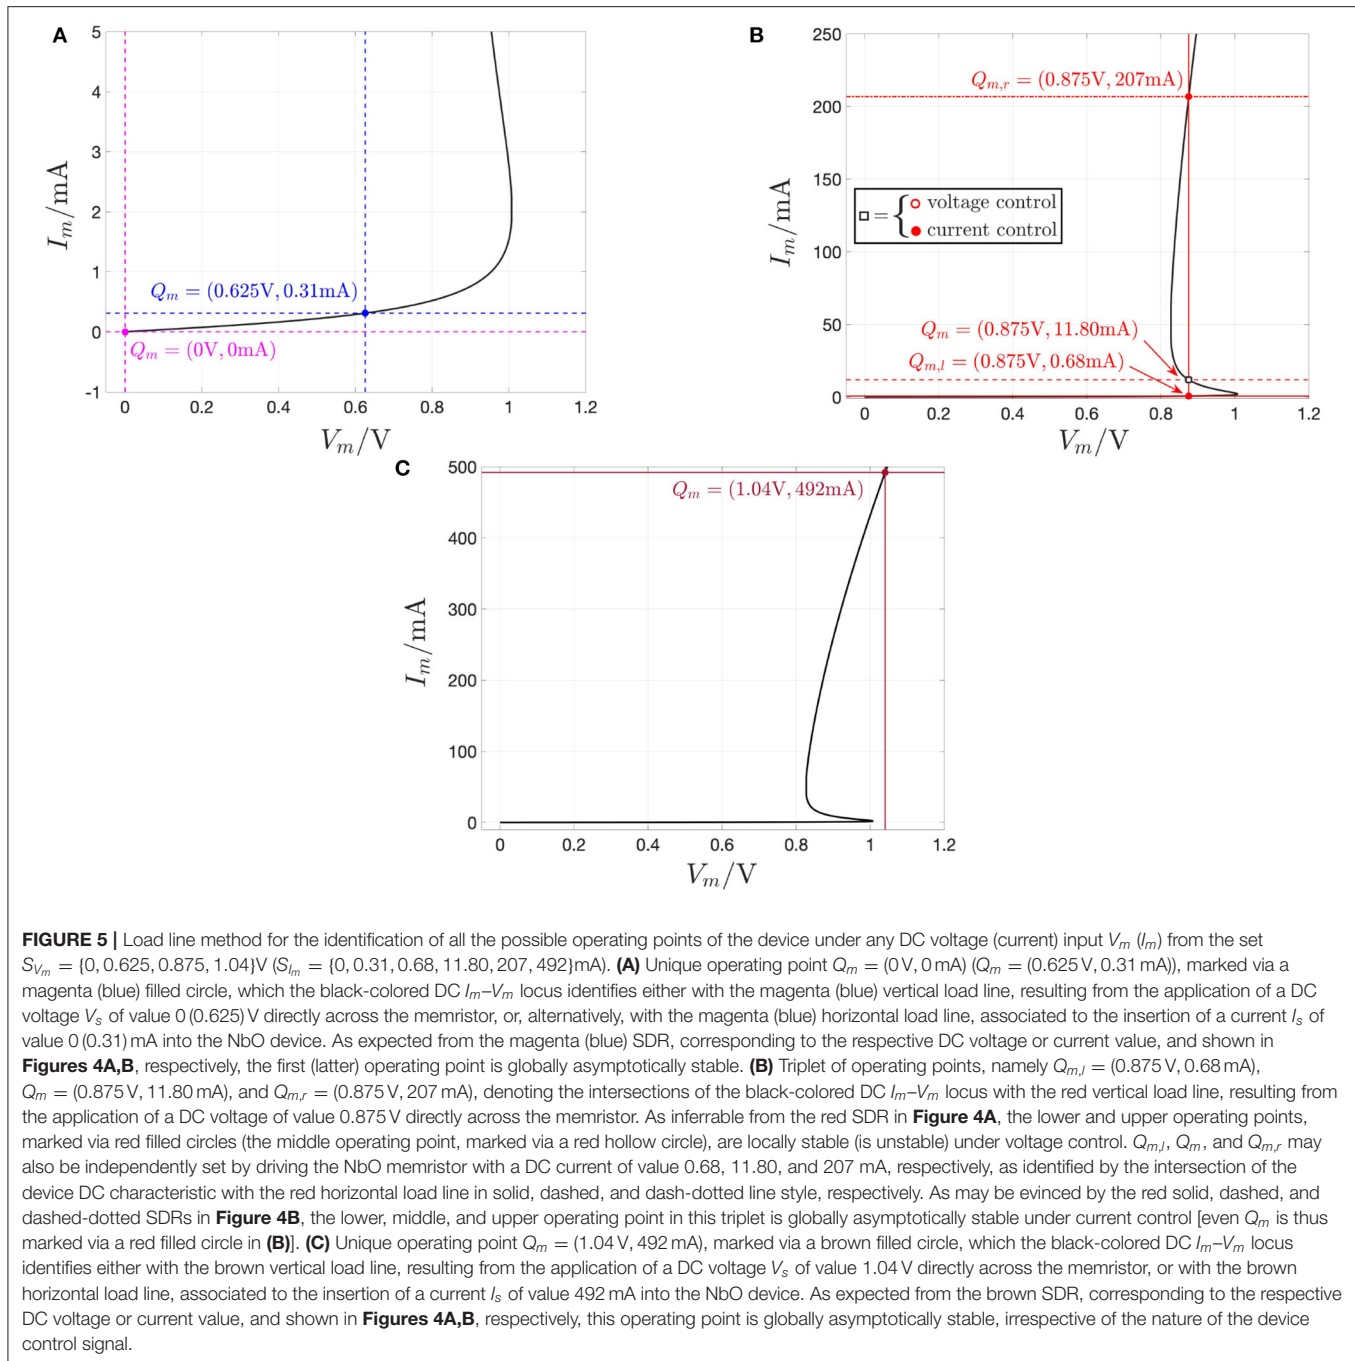 A
5
4
3
2
1
0
-1
I_m/mA
Q_m = (0.625V, 0.31mA)
Q_m = (0V, 0mA)
0 0.2 0.4 0.6 0.8 1 1.2
V_m/V
B
250
200
150
100
50
0
I_m/mA
Q_{m,r} = (0.875V, 207mA)
□ = { ○ voltage control
● current control
Q_m = (0.875V, 11.80mA)
Q_{m,l} = (0.875V, 0.68mA)
0 0.2 0.4 0.6 0.8 1 1.2
V_m/V
C
500
400
300
200
100
0
I_m/mA
Q_m = (1.04V, 492mA)
0 0.2 0.4 0.6 0.8 1 1.2
V_m/V
FIGURE 5 | Load line method for the identification of all the possible operating points of the device under any DC voltage (current) input V_m (I_m) from the set
S_{V_m} = {0, 0.625, 0.875, 1.04}V (S_{I_m} = {0, 0.31, 0.68, 11.80, 207, 492}mA). (A) Unique operating point Q_m = (0 V, 0 mA) (Q_m = (0.625 V, 0.31 mA)), marked via a
magenta (blue) filled circle, which the black-colored DC I_m–V_m locus identifies either with the magenta (blue) vertical load line, resulting from the application of a DC
voltage V_s of value 0 (0.625) V directly across the memristor, or, alternatively, with the magenta (blue) horizontal load line, associated to the insertion of a current I_s of
value 0 (0.31) mA into the NbO device. As expected from the magenta (blue) SDR, corresponding to the respective DC voltage or current value, and shown in
Figures 4A,B, respectively, the first (latter) operating point is globally asymptotically stable. (B) Triplet of operating points, namely Q_{m,l} = (0.875 V, 0.68 mA),
Q_m = (0.875 V, 11.80 mA), and Q_{m,r} = (0.875 V, 207 mA), denoting the intersections of the black-colored DC I_m–V_m locus with the red vertical load line, resulting from
the application of a DC voltage of value 0.875 V directly across the memristor. As inferrable from the red SDR in Figure 4A, the lower and upper operating points,
marked via red filled circles (the middle operating point, marked via a red hollow circle), are locally stable (is unstable) under voltage control. Q_{m,l}, Q_m, and Q_{m,r} may
also be independently set by driving the NbO memristor with a DC current of value 0.68, 11.80, and 207 mA, respectively, as identified by the intersection of the
device DC characteristic with the red horizontal load line in solid, dashed, and dash-dotted line style, respectively. As may be evinced by the red solid, dashed, and
dashed-dotted SDRs in Figure 4B, the lower, middle, and upper operating point in this triplet is globally asymptotically stable under current control [even Q_m is thus
marked via a red filled circle in (B)]. (C) Unique operating point Q_m = (1.04 V, 492 mA), marked via a brown filled circle, which the black-colored DC I_m–V_m locus
identifies either with the brown vertical load line, resulting from the application of a DC voltage V_s of value 1.04 V directly across the memristor, or with the brown
horizontal load line, associated to the insertion of a current I_s of value 492 mA into the NbO device. As expected from the brown SDR, corresponding to the respective
DC voltage or current value, and shown in Figures 4A,B, respectively, this operating point is globally asymptotically stable, irrespective of the nature of the device
control signal.